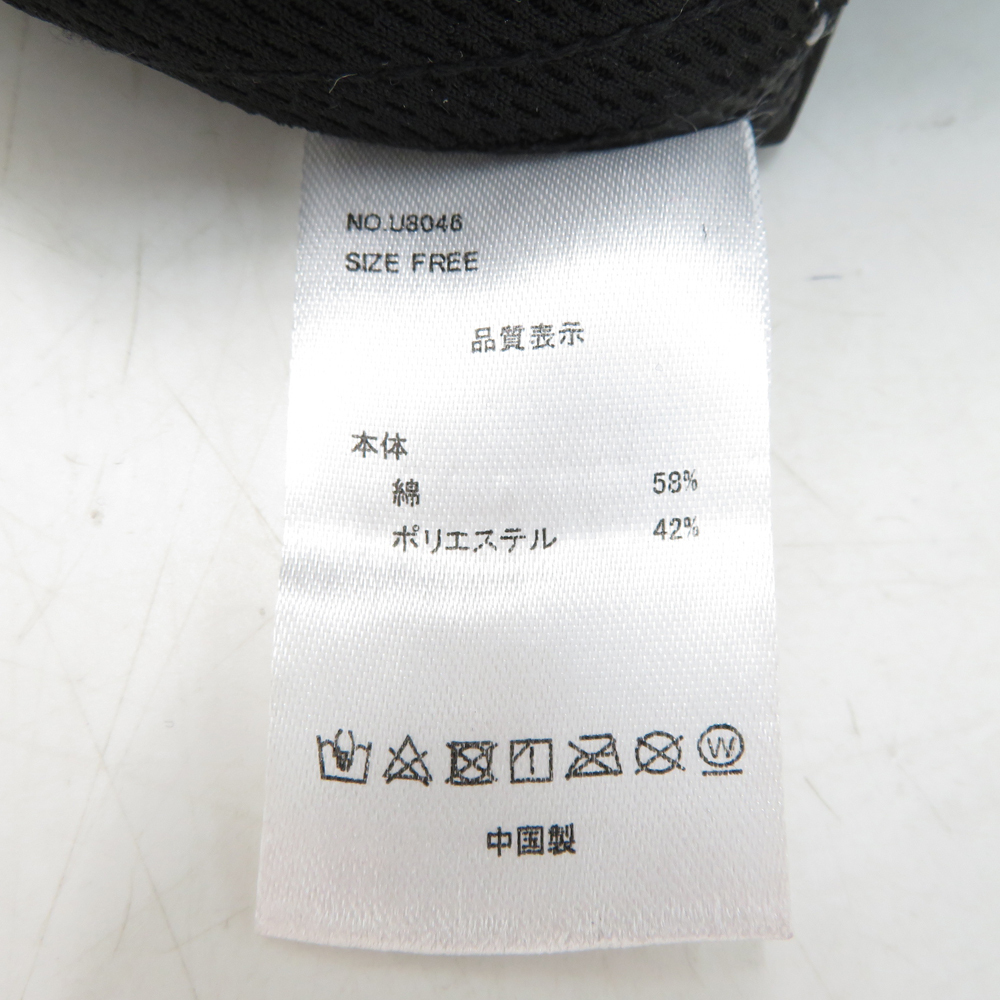 NO.U8046
SIZE FREE
品質表示
本体
綿 58%
ポリエステル 42%
W
中国製